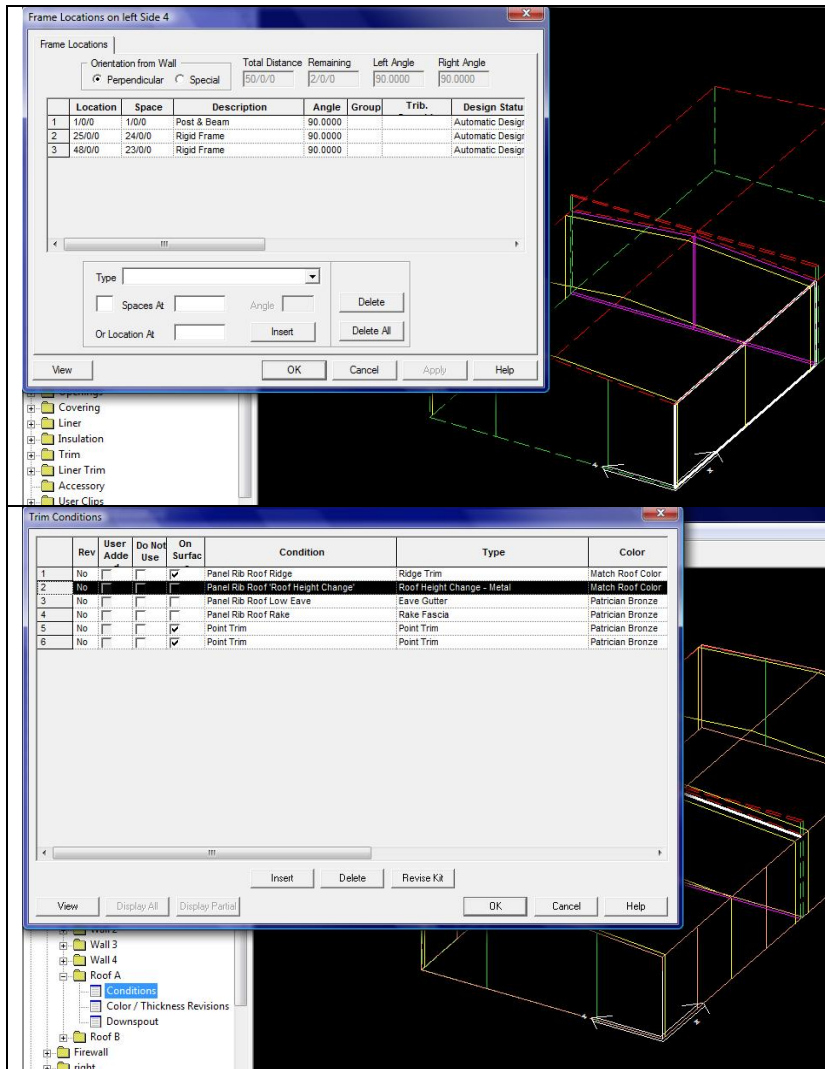 Frame Locations on left Side 4
Frame Locations
Orientation from Wall
Perpendicular Special
Total Distance Remaining Left Angle Right Angle
50/0/0 2/0/0 90.0000 90.0000
Location Space Description Angle Group Trib. Design Statu
1 1/0/0 1/0/0 Post & Beam 90.0000 Automatic Design
2 25/0/0 24/0/0 Rigid Frame 90.0000 Automatic Design
3 48/0/0 23/0/0 Rigid Frame 90.0000 Automatic Design
Type
Spaces At Angle Delete
Or Location At Insert Delete All
View OK Cancel Apply Help
Covering
Liner
Insulation
Trim
Liner Trim
Accessory
User Clips
Trim Conditions
Rev User Adde Do Not Use On Surfac Condition Type Color
1 No Panel Rib Roof Ridge Ridge Trim Match Roof Color
2 No Panel Rib Roof 'Roof Height Change' Roof Height Change - Metal Match Roof Color
3 No Panel Rib Roof Low Eave Eave Gutter Patrician Bronze
4 No Panel Rib Roof Rake Rake Fascia Patrician Bronze
5 No Point Trim Point Trim Patrician Bronze
6 No Point Trim Point Trim Patrician Bronze
Insert Delete Revise Kit
View Display All Display Partial OK Cancel Help
Wall 3
Wall 4
Roof A
Conditions
Color / Thickness Revisions
Downspout
Roof B
Firewall
right